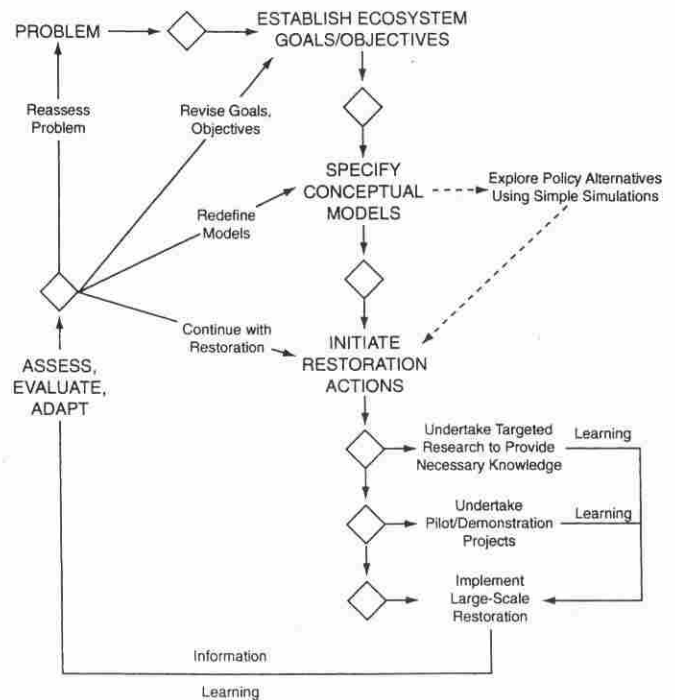 PROBLEM
ESTABLISH ECOSYSTEM
GOALS/OBJECTIVES
Reassess
Problem
Revise Goals,
Objectives
SPECIFY
CONCEPTUAL
MODELS
Explore Policy Alternatives
Using Simple Simulations
Redefine
Models
Continue with
Restoration
INITIATE
RESTORATION
ACTIONS
ASSESS,
EVALUATE,
ADAPT
Undertake Targeted
Research to Provide
Necessary Knowledge
Learning
Undertake
Pilot/Demonstration
Projects
Learning
Implement
Large-Scale
Restoration
Information
Learning